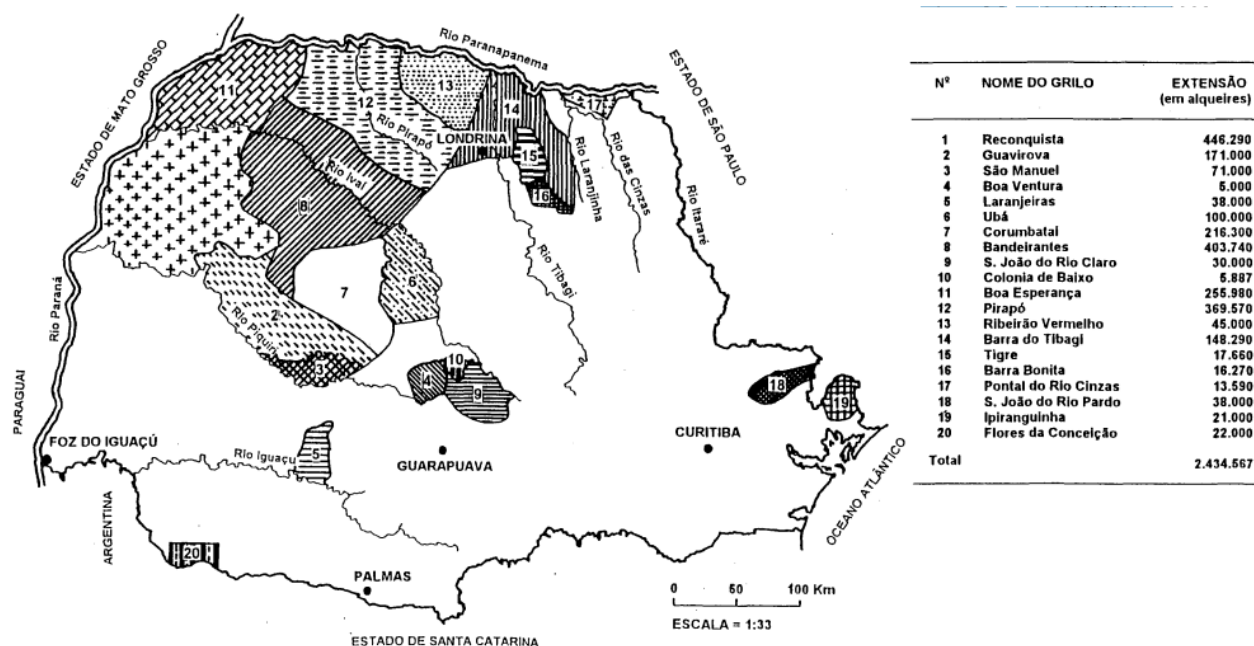 Rio Paranapanema
ESTADO DE MATO GROSSO
ESTADO DE SÃO PAULO
11
12
13
14
17
Rio Pirapó
LONDRINA
15
16
Rio Laranjinha
Rio das Cinzas
Rio Itararé
1
Rio Ivaí
8
Rio Tibagi
6
7
Rio Paraná
2
Rio Piquiri
3
10
4
9
18
19
PARAGUAI
FOZ DO IGUAÇÚ
Rio Iguaçu
5
GUARAPUAVA
CURITIBA
OCEANO ATLÂNTICO
ARGENTINA
20
PALMAS
0 50 100 Km
ESCALA = 1:33
ESTADO DE SANTA CATARINA
Nº NOME DO GRILO EXTENSÃO
(em alqueires)
1 Reconquista 446.290
2 Guavirova 171.000
3 São Manuel 71.000
4 Boa Ventura 5.000
5 Laranjeiras 38.000
6 Ubá 100.000
7 Corumbatai 216.300
8 Bandeirantes 403.740
9 S. João do Rio Claro 30.000
10 Colonia de Baixo 5.887
11 Boa Esperança 255.980
12 Pirapó 369.570
13 Ribeirão Vermelho 45.000
14 Barra do Tibagi 148.290
15 Tigre 17.660
16 Barra Bonita 16.270
17 Pontal do Rio Cinzas 13.590
18 S. João do Rio Pardo 38.000
19 Ipiranguinha 21.000
20 Flores da Conceição 22.000
Total 2.434.567